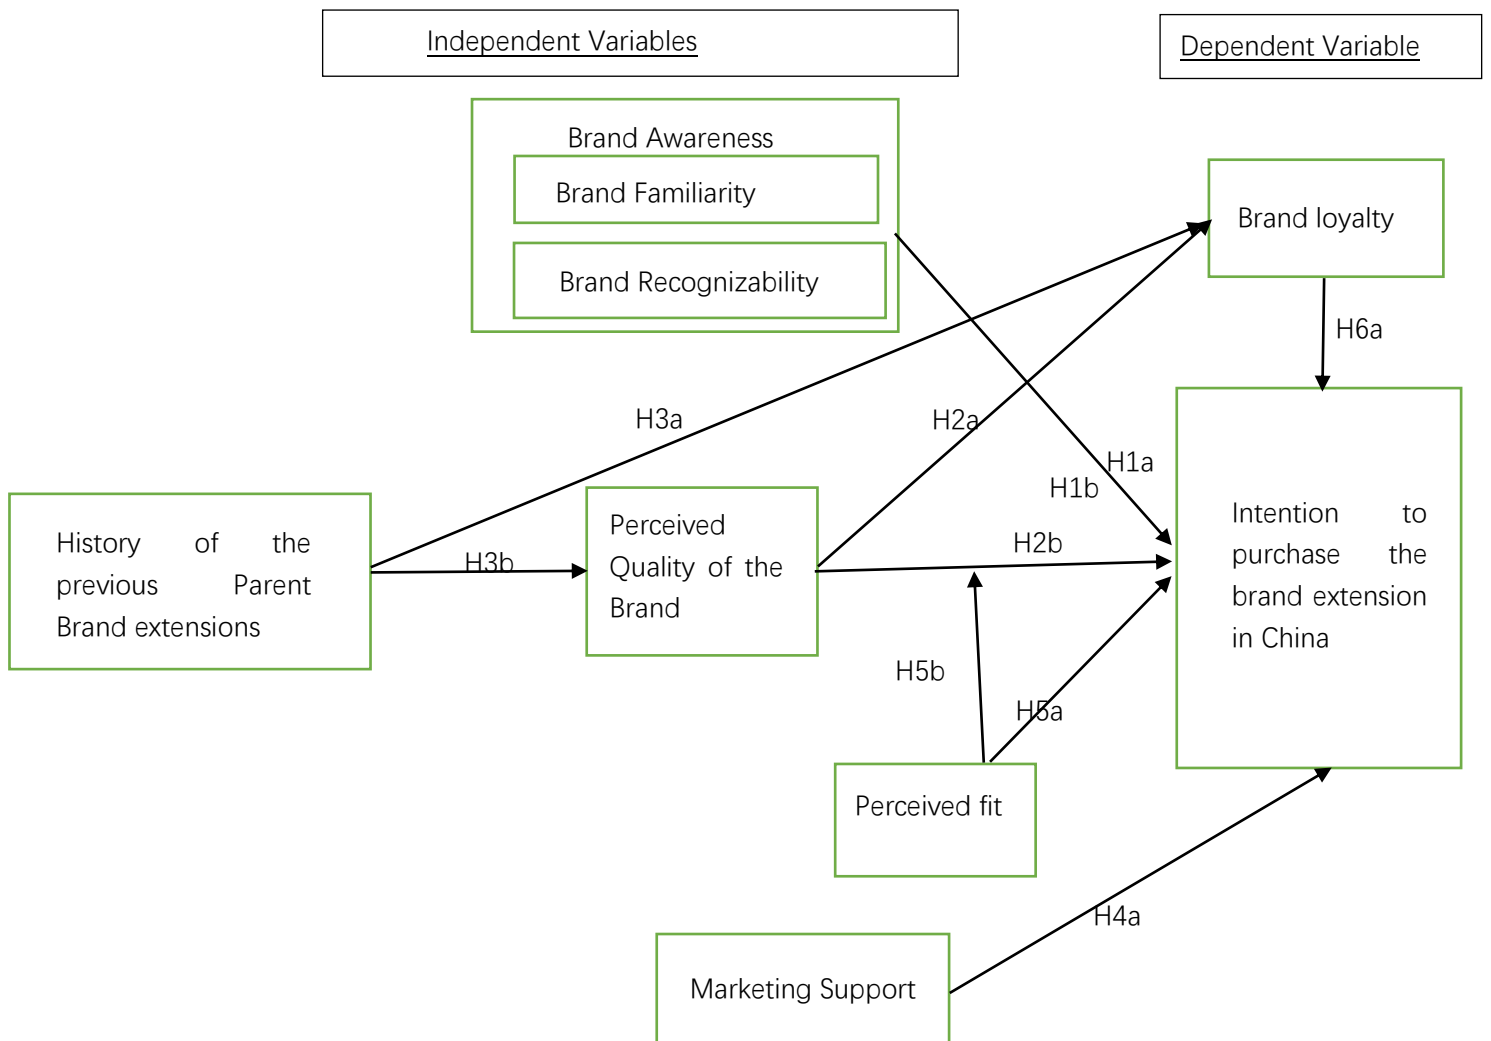 Independent Variables
Dependent Variable
Brand Awareness
Brand Familiarity
Brand Recognizability
Brand loyalty
H6a
H3a
H2a
H1a
H1b
History of the
previous Parent
Brand extensions
H3b
Perceived
Quality of the
Brand
H2b
Intention to
purchase the
brand extension
in China
H5b
H5a
Perceived fit
H4a
Marketing Support